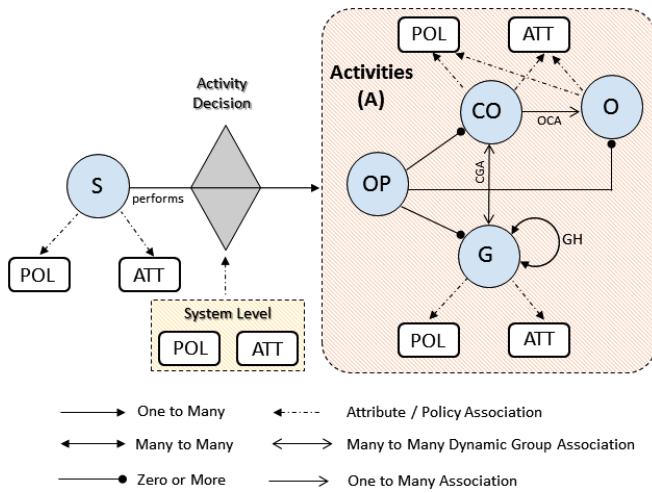 POL
ATT
Activities
(A)
Activity
Decision
CO
O
OCA
S
performs
OP
CGA
G
GH
POL
ATT
System Level
POL
ATT
POL
ATT
One to Many
Attribute / Policy Association
Many to Many
Many to Many Dynamic Group Association
Zero or More
One to Many Association